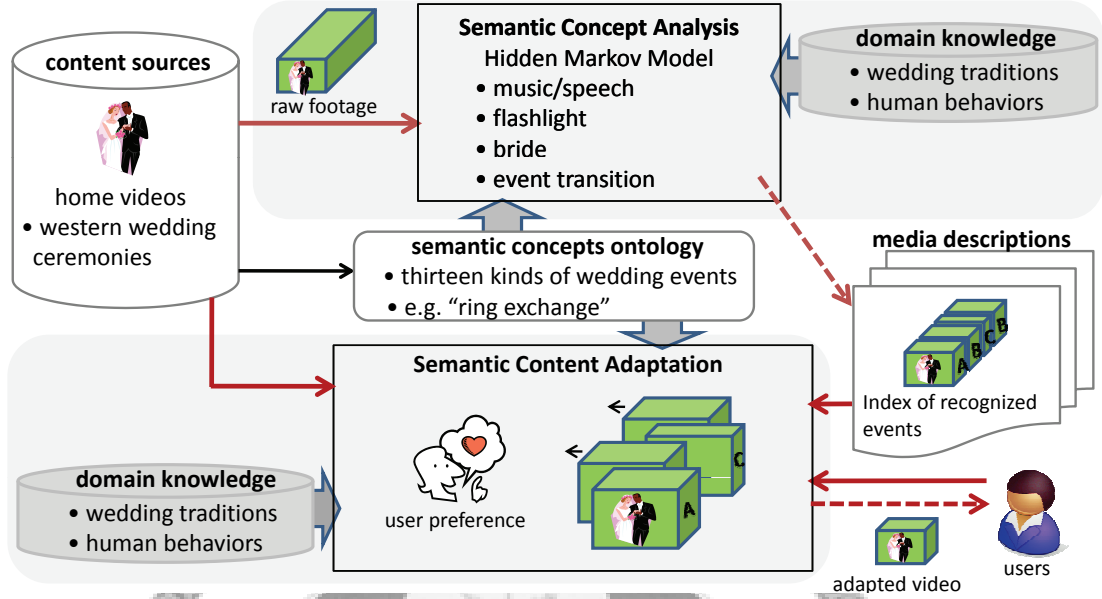 content sources
home videos
• western wedding
ceremonies
raw footage
Semantic Concept Analysis
Hidden Markov Model
• music/speech
• flashlight
• bride
• event transition
domain knowledge
• wedding traditions
• human behaviors
semantic concepts ontology
• thirteen kinds of wedding events
• e.g. “ring exchange”
media descriptions
A B C B
Index of recognized
events
Semantic Content Adaptation
user preference
C
A
domain knowledge
• wedding traditions
• human behaviors
adapted video
users